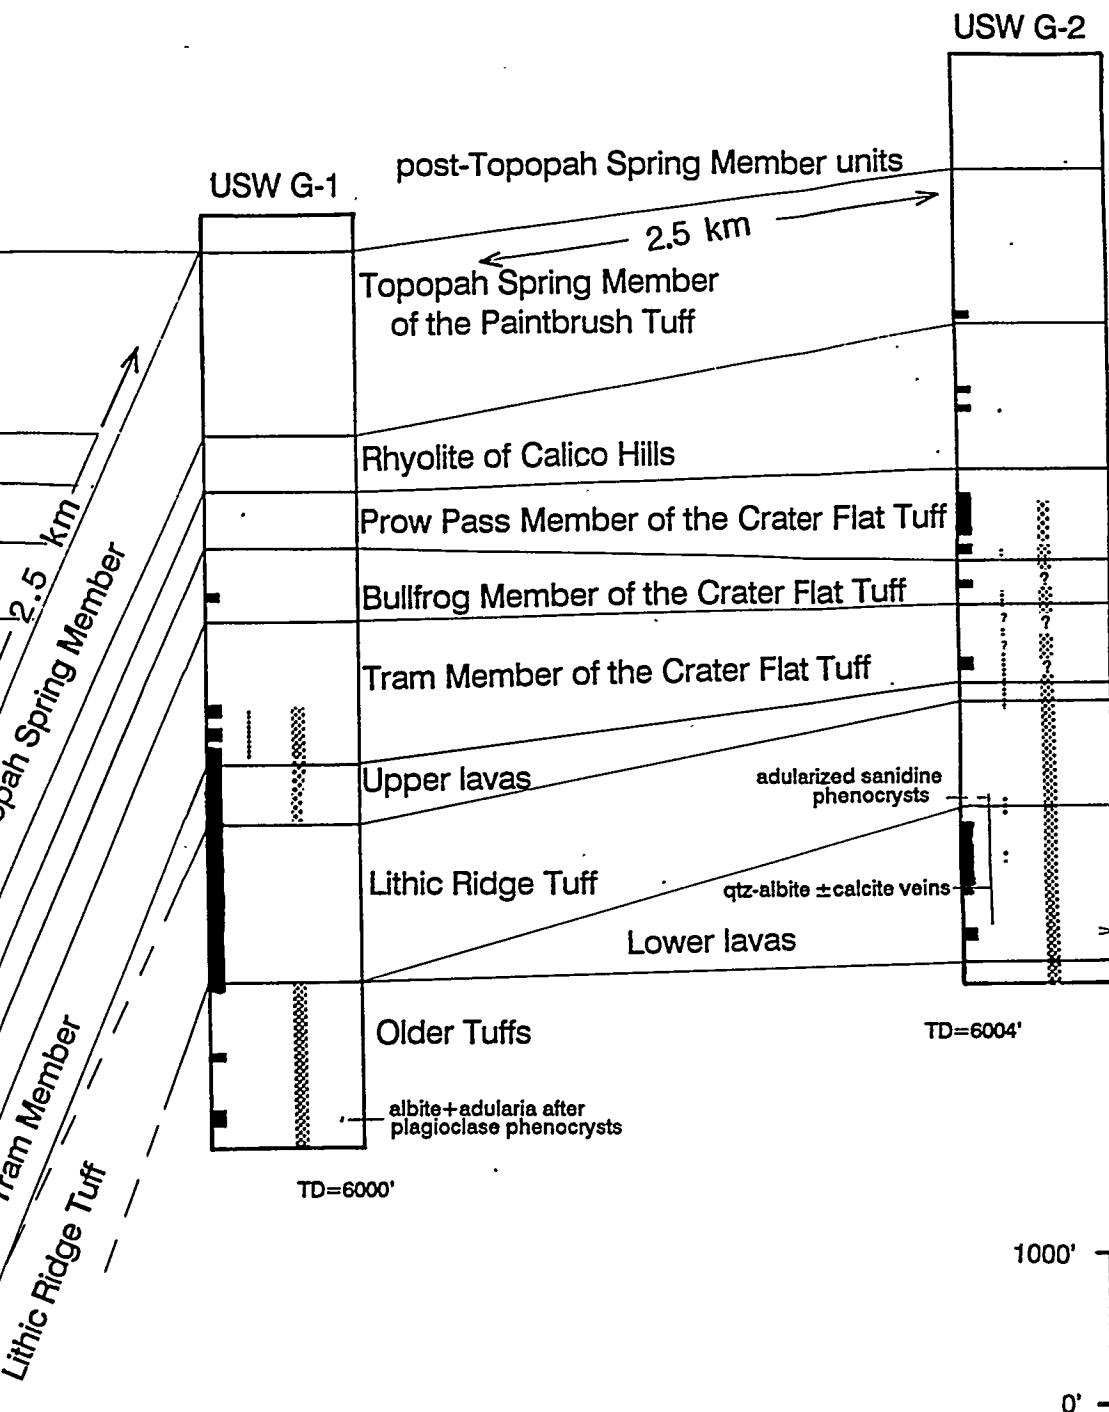 USW G-2
USW G-1
post-Topopah Spring Member units
2.5 km
Topopah Spring Member
of the Paintbrush Tuff
Rhyolite of Calico Hills
Prow Pass Member of the Crater Flat Tuff
Bullfrog Member of the Crater Flat Tuff
Tram Member of the Crater Flat Tuff
Upper lavas
adularized sanidine
phenocrysts
Lithic Ridge Tuff
qtz-albite ±calcite veins
Lower lavas
Older Tuffs
TD=6004'
albite+adularia after
plagioclase phenocrysts
TD=6000'
2.5 km
pah Spring Member
Tram Member
Lithic Ridge Tuff
?
?
?
?
?
1000'
0'